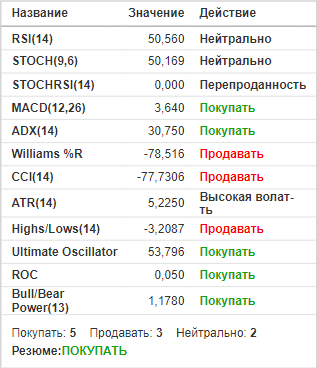 Название Значение Действие
RSI(14) 50,560 Нейтрально
STOCH(9,6) 50,169 Нейтрально
STOCHRSI(14) 0,000 Перепроданность
MACD(12,26) 3,640 Покупать
ADX(14) 30,750 Покупать
Williams %R -78,516 Продавать
CCI(14) -77,7306 Продавать
ATR(14) 5,2250 Высокая волат-
ть
Highs/Lows(14) -3,2087 Продавать
Ultimate Oscillator 53,796 Покупать
ROC 0,050 Покупать
Bull/Bear
Power(13) 1,1780 Покупать
Покупать: 5 Продавать: 3 Нейтрально: 2
Резюме:ПОКУПАТЬ